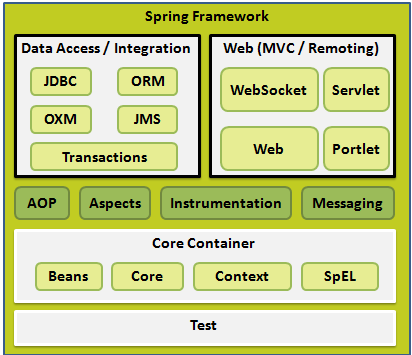 Spring Framework
Data Access / Integration
JDBC
ORM
OXM
JMS
Transactions
Web (MVC / Remoting)
WebSocket
Servlet
Web
Portlet
AOP
Aspects
Instrumentation
Messaging
Core Container
Beans
Core
Context
SpEL
Test